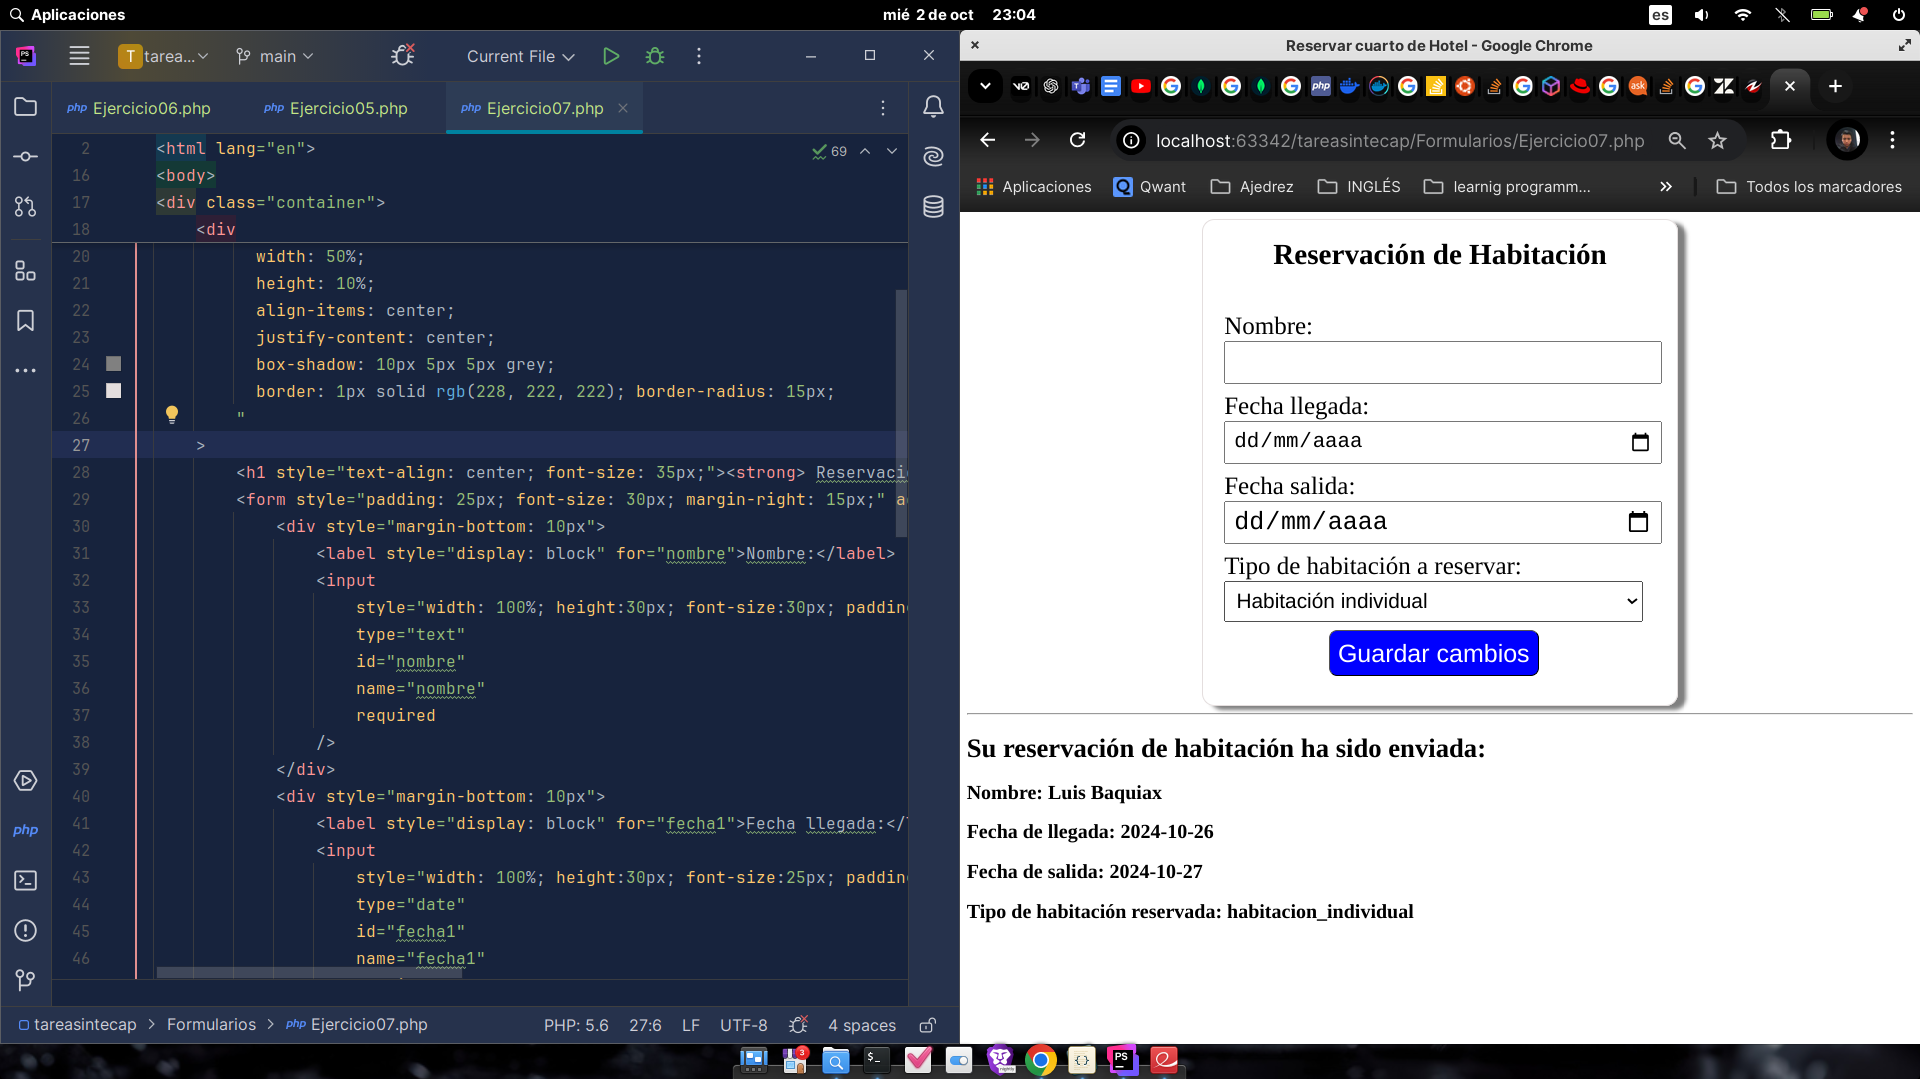 Aplicaciones
mié 2 de oct 23:04
es
T tarea...
main
Current File
php Ejercicio06.php
php Ejercicio05.php
php Ejercicio07.php
69
2 <html lang="en">
16 <body>
17 <div class="container">
18 <div
20 width: 50%;
21 height: 10%;
22 align-items: center;
23 justify-content: center;
24 box-shadow: 10px 5px 5px grey;
25 border: 1px solid rgb(228, 222, 222); border-radius: 15px;
26 "
27 >
28 <h1 style="text-align: center; font-size: 35px;"><strong> Reservaci
29 <form style="padding: 25px; font-size: 30px; margin-right: 15px;" a
30 <div style="margin-bottom: 10px">
31 <label style="display: block" for="nombre">Nombre:</label>
32 <input
33 style="width: 100%; height:30px; font-size:30px; paddin
34 type="text"
35 id="nombre"
36 name="nombre"
37 required
38 />
39 </div>
40 <div style="margin-bottom: 10px">
41 <label style="display: block" for="fecha1">Fecha llegada:</
42 <input
43 style="width: 100%; height:30px; font-size:25px; paddin
44 type="date"
45 id="fecha1"
46 name="fecha1"
php
tareasintecap > Formularios > php Ejercicio07.php
PHP: 5.6 27:6 LF UTF-8 4 spaces
Reservar cuarto de Hotel - Google Chrome
localhost:63342/tareasintecap/Formularios/Ejercicio07.php
Aplicaciones
Qwant
Ajedrez
INGLÉS
learnig programm...
»
Todos los marcadores
Reservación de Habitación
Nombre:
Fecha llegada:
dd/mm/aaaa
Fecha salida:
dd/mm/aaaa
Tipo de habitación a reservar:
Habitación individual
Guardar cambios
Su reservación de habitación ha sido enviada:
Nombre: Luis Baquiax
Fecha de llegada: 2024-10-26
Fecha de salida: 2024-10-27
Tipo de habitación reservada: habitacion_individual
3
PS